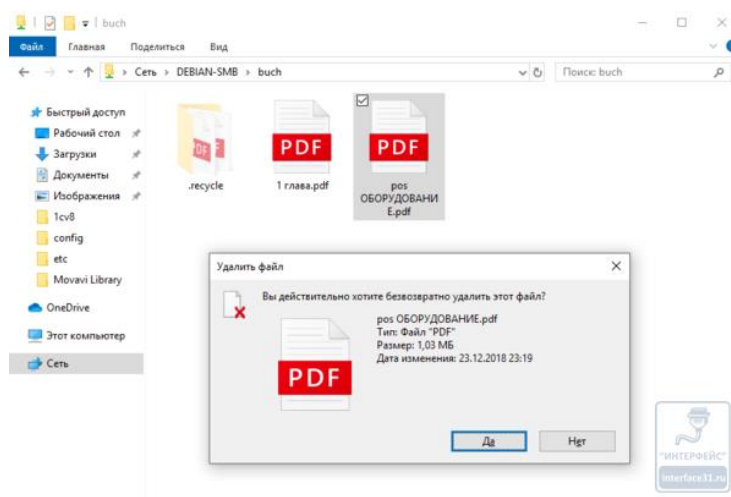 buch
Файл Главная Поделиться Вид
Сеть > DEBIAN-SMB > buch
Поиск: buch
Быстрый доступ
Рабочий стол
Загрузки
Документы
Изображения
1cv8
config
etc
Movavi Library
OneDrive
Этот компьютер
Сеть
PDF
PDF
.recycle
1 глава.pdf
pos
ОБОРУДОВАНИ
Е.pdf
Удалить файл
Вы действительно хотите безвозвратно удалить этот файл?
PDF
pos ОБОРУДОВАНИЕ.pdf
Тип: Файл "PDF"
Размер: 1,03 МБ
Дата изменения: 23.12.2018 23:19
Да
Нет
"ИНТЕРФЕЙС"
interface31.ru